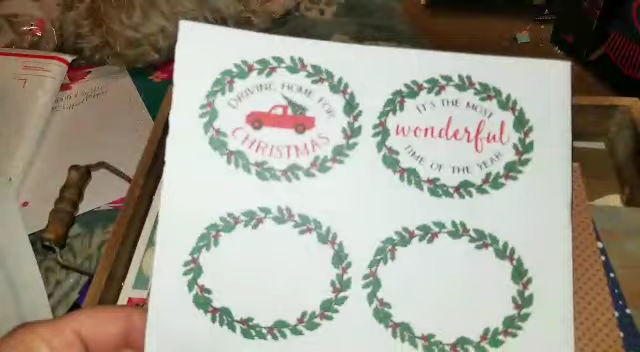 DRIVING HOME FOR
CHRISTMAS
IT'S THE MOST
wonderful
TIME OF THE YEAR